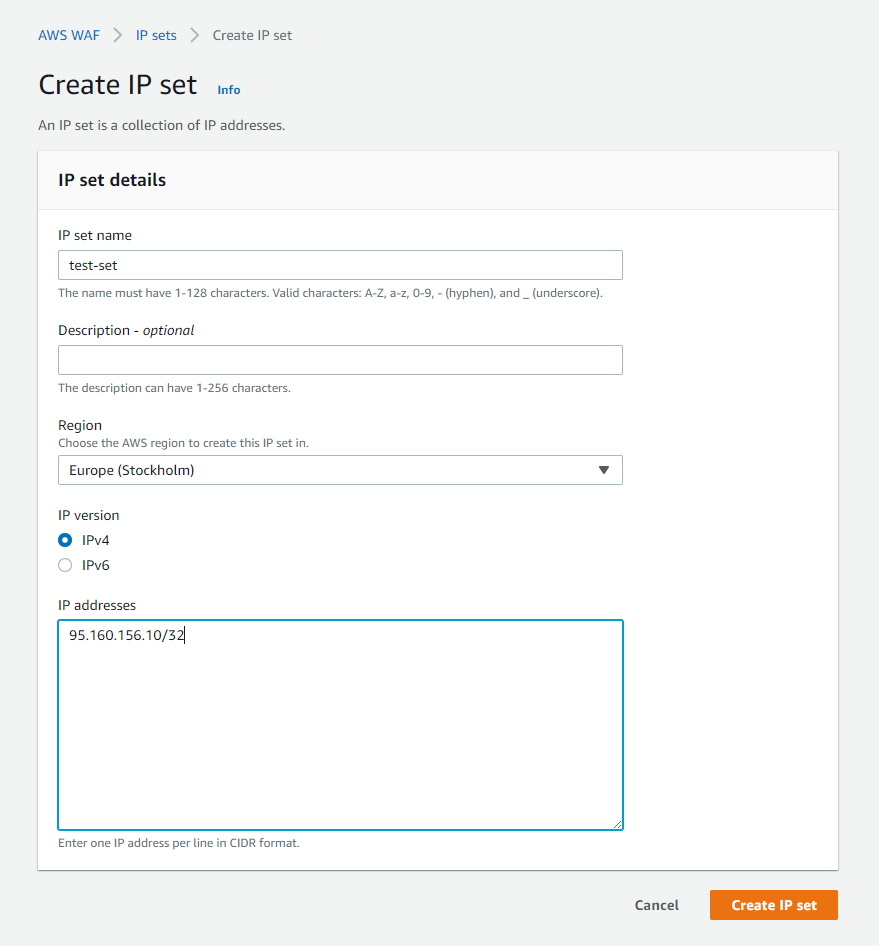 AWS WAF > IP sets > Create IP set
Create IP set Info
An IP set is a collection of IP addresses.
IP set details
IP set name
test-set
The name must have 1-128 characters. Valid characters: A-Z, a-z, 0-9, - (hyphen), and _ (underscore).
Description - optional
The description can have 1-256 characters.
Region
Choose the AWS region to create this IP set in.
Europe (Stockholm)
IP version
IPv4
IPv6
IP addresses
95.160.156.10/32
Enter one IP address per line in CIDR format.
Cancel Create IP set